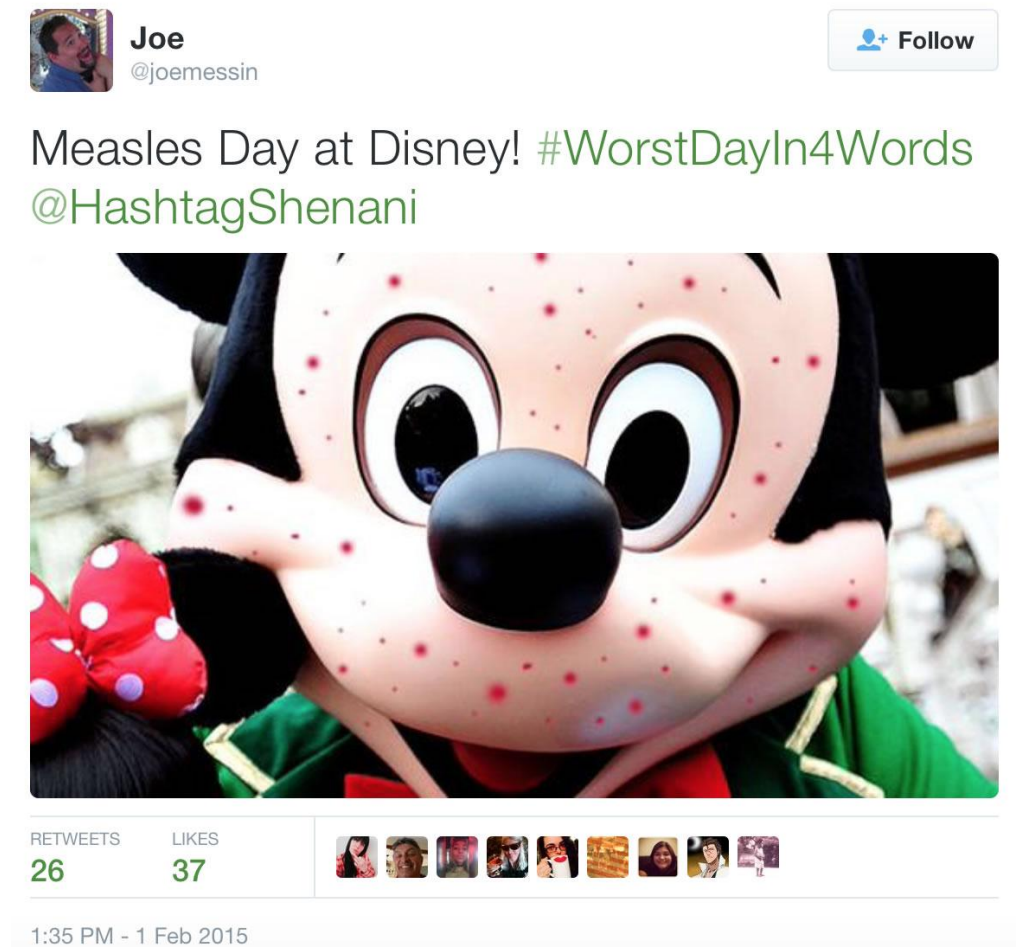 Joe
@joemessin
Follow
Measles Day at Disney! #WorstDayIn4Words
@HashtagShenani
RETWEETS
LIKES
26
37
1:35 PM - 1 Feb 2015